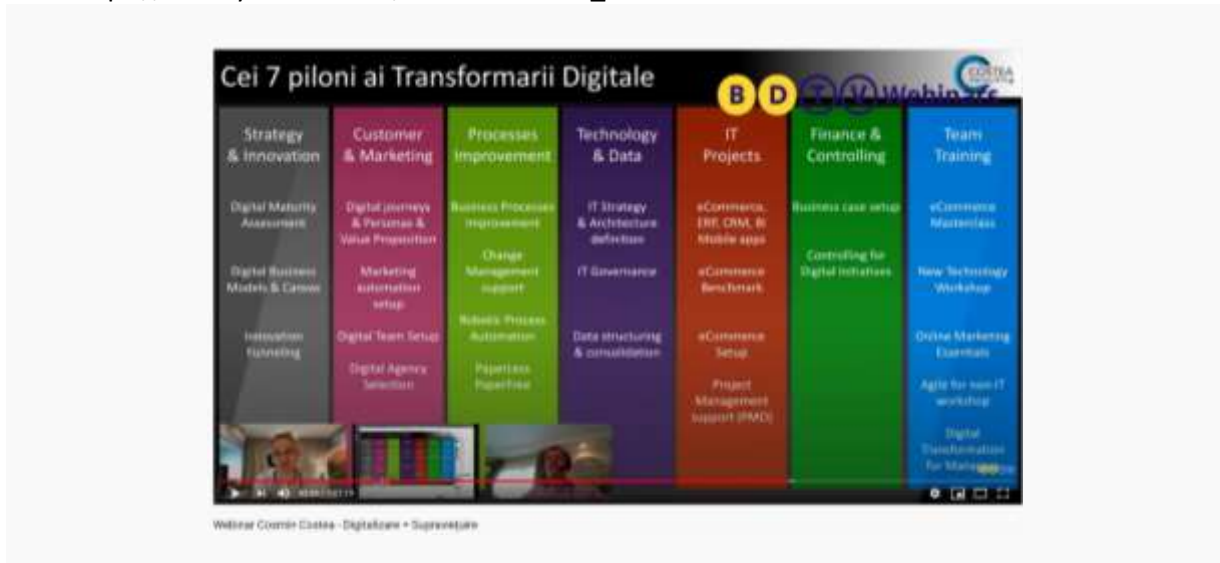 Cei 7 piloni ai Transformarii Digitale
COSTEA
B D T V Webinars
Strategy
& Innovation
Digital Maturity
Assessment
Digital Business
Models & Canvas
Innovation
Funneling
Customer
& Marketing
Digital journeys
& Personas &
Value Proposition
Marketing
automation
setup
Digital Team Setup
Digital Agency
Selection
Processes
Improvement
Business Processes
Improvement
Change
Management
support
Robotic Process
Automation
Paperless
Paperfree
Technology
& Data
IT Strategy
& Architecture
definition
IT Governance
Data structuring
& consolidation
IT
Projects
eCommerce,
ERP, CRM, BI
Mobile apps
eCommerce
Benchmark
eCommerce
Setup
Project
Management
support (PMO)
Finance &
Controlling
Business case setup
Controlling for
Digital Initiatives
Team
Training
eCommerce
Masterclass
New Technology
Workshop
Online Marketing
Essentials
Agile for non-IT
workshop
Digital
Transformation
for Managers
Webinar Cosmin Costea - Digitalizare = Supraviețuire